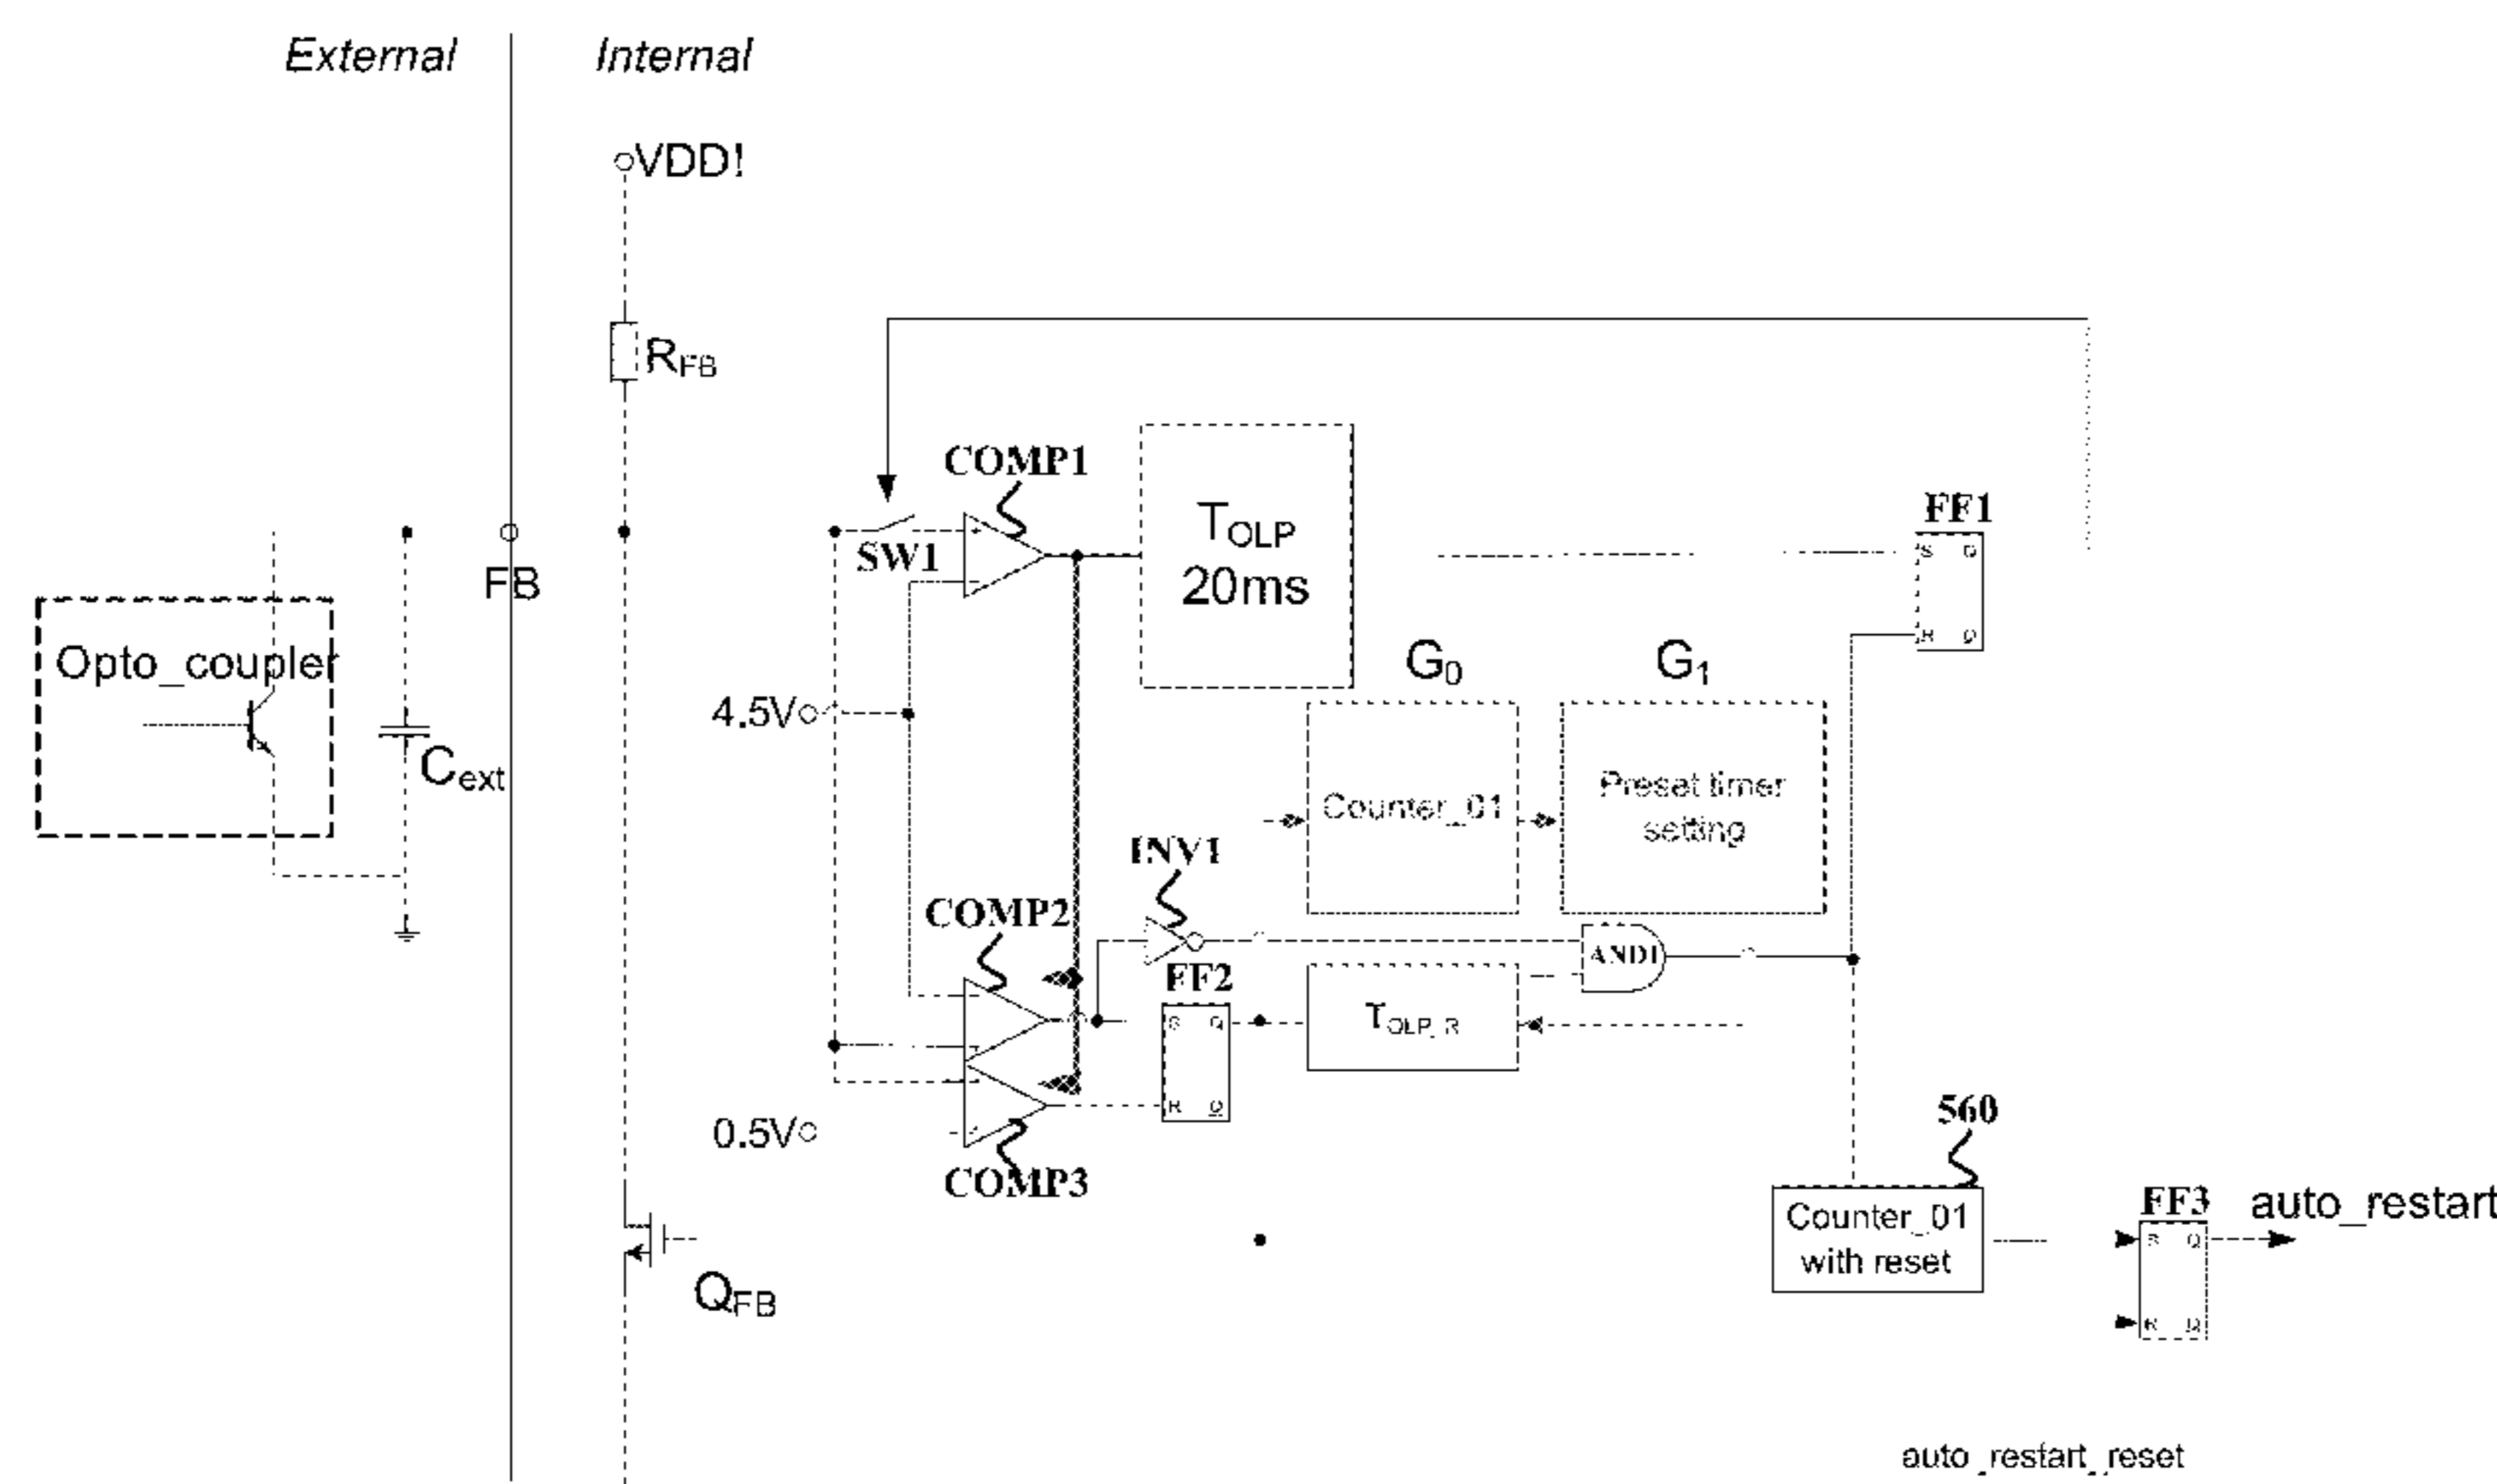 External
Internal
VDD!
RFB
COMP1
TOLP
20ms
FF1
S Q
SW1
FB
R Q
Opto_coupler
G0
G1
4.5V
Cext
Counter_01
Preset timer
setting
INV1
COMP2
AND1
FF2
S Q
TOLP_R
R Q
0.5V
560
COMP3
Counter_01
with reset
FF3
auto_restart
S Q
QFB
R Q
auto_restart_reset